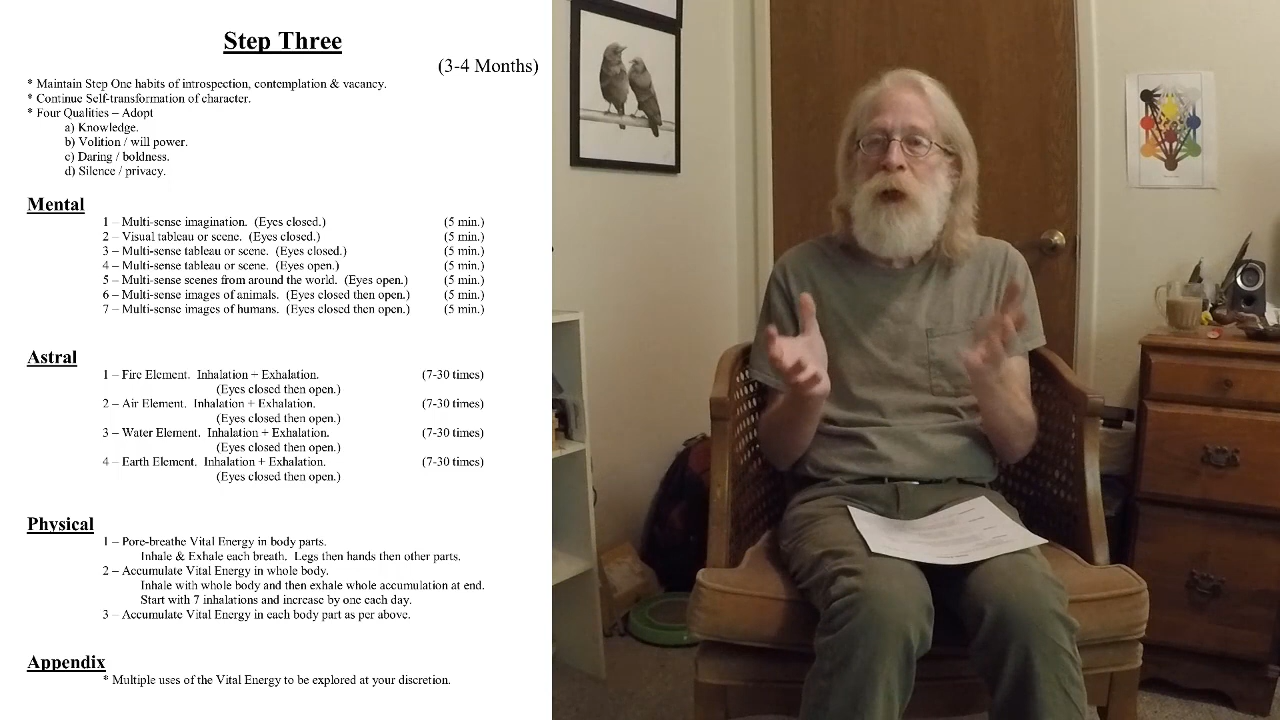 Step Three
(3-4 Months)
* Maintain Step One habits of introspection, contemplation & vacancy.
* Continue Self-transformation of character.
* Four Qualities – Adopt
a) Knowledge.
b) Volition / will power.
c) Daring / boldness.
d) Silence / privacy.
Mental
1 – Multi-sense imagination. (Eyes closed.) (5 min.)
2 – Visual tableau or scene. (Eyes closed.) (5 min.)
3 – Multi-sense tableau or scene. (Eyes closed.) (5 min.)
4 – Multi-sense tableau or scene. (Eyes open.) (5 min.)
5 – Multi-sense scenes from around the world. (Eyes open.) (5 min.)
6 – Multi-sense images of animals. (Eyes closed then open.) (5 min.)
7 – Multi-sense images of humans. (Eyes closed then open.) (5 min.)
Astral
1 – Fire Element. Inhalation + Exhalation. (7-30 times)
(Eyes closed then open.)
2 – Air Element. Inhalation + Exhalation. (7-30 times)
(Eyes closed then open.)
3 – Water Element. Inhalation + Exhalation. (7-30 times)
(Eyes closed then open.)
4 – Earth Element. Inhalation + Exhalation. (7-30 times)
(Eyes closed then open.)
Physical
1 – Pore-breathe Vital Energy in body parts.
Inhale & Exhale each breath. Legs then hands then other parts.
2 – Accumulate Vital Energy in whole body.
Inhale with whole body and then exhale whole accumulation at end.
Start with 7 inhalations and increase by one each day.
3 – Accumulate Vital Energy in each body part as per above.
Appendix
* Multiple uses of the Vital Energy to be explored at your discretion.